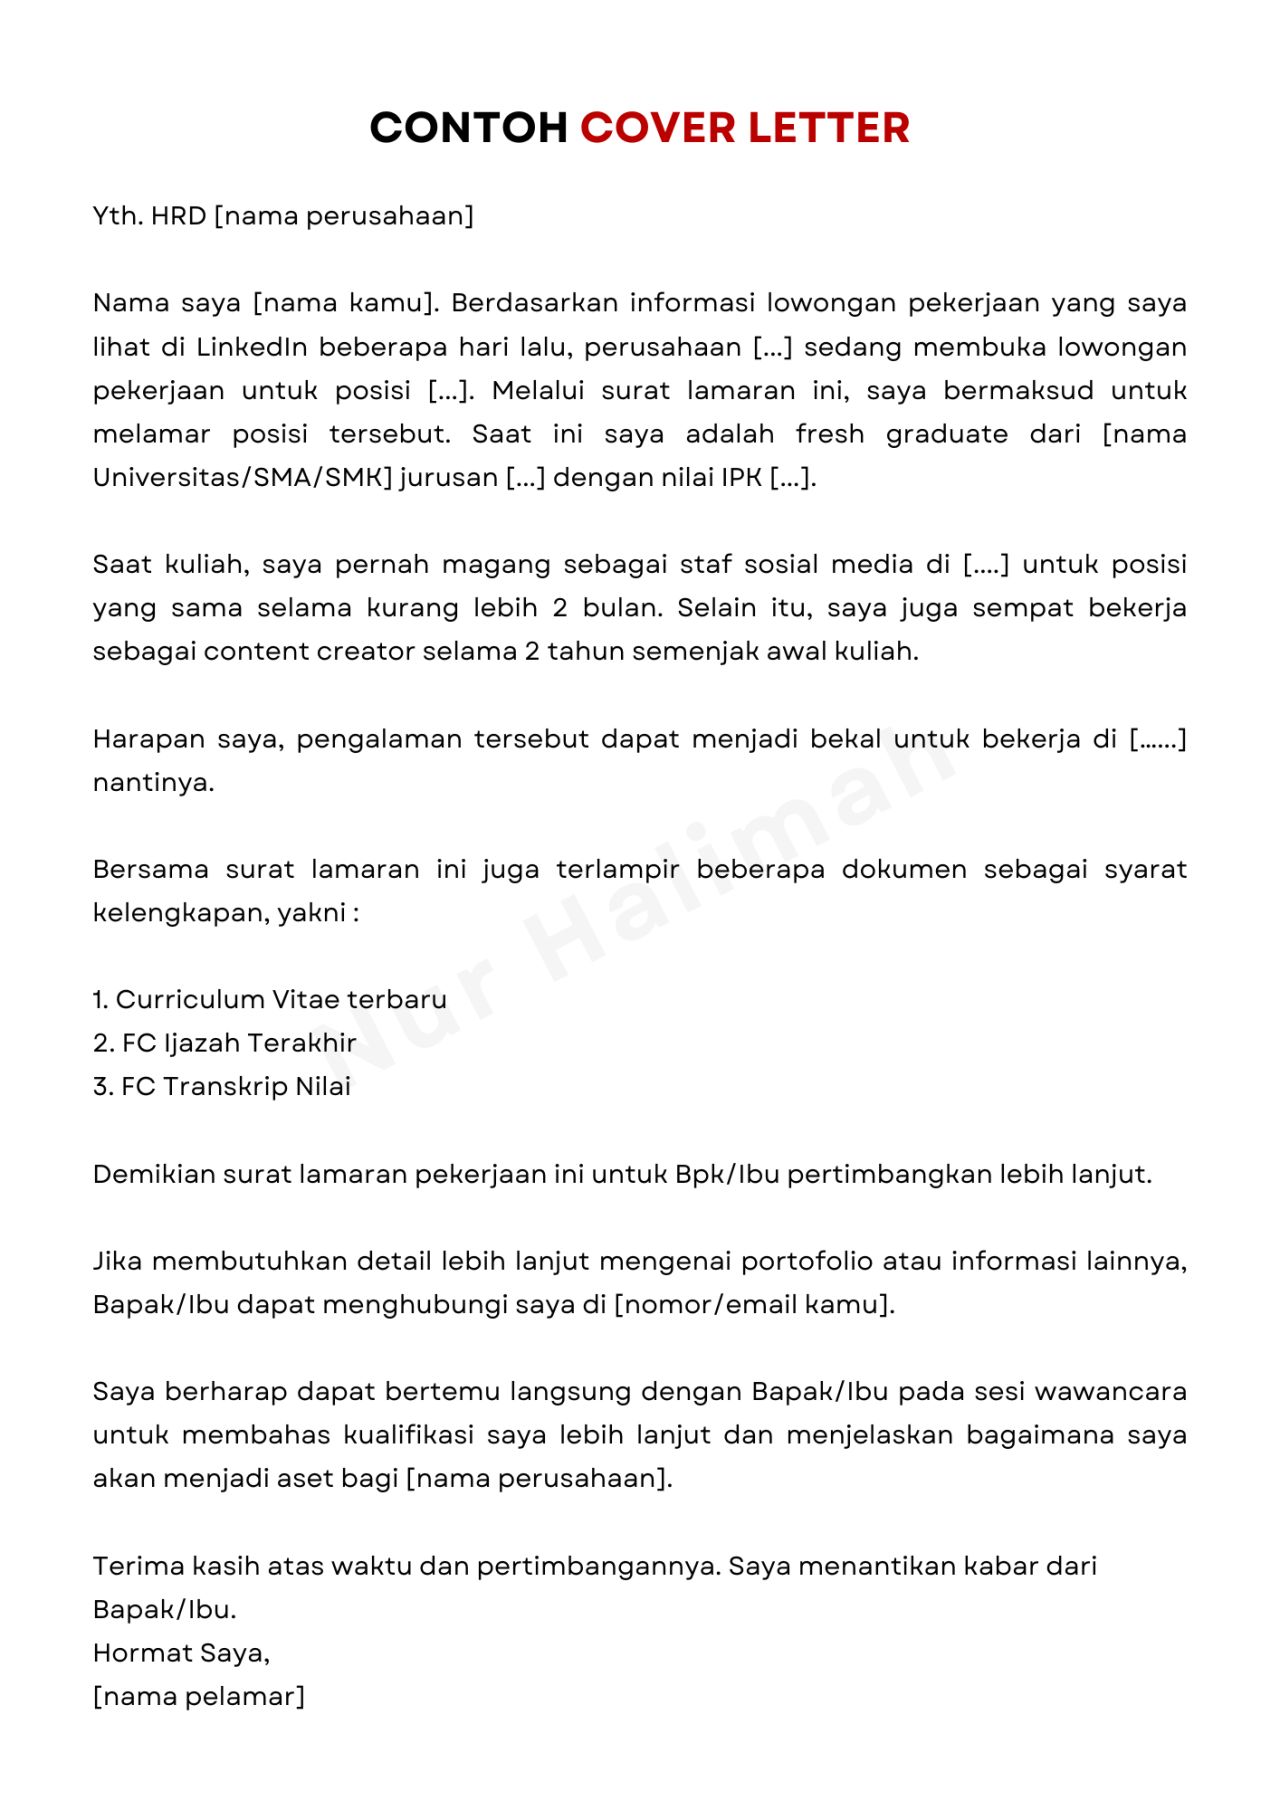 CONTOH COVER LETTER
Yth. HRD [nama perusahaan]
Nama saya [nama kamu]. Berdasarkan informasi lowongan pekerjaan yang saya
lihat di LinkedIn beberapa hari lalu, perusahaan [...] sedang membuka lowongan
pekerjaan untuk posisi [...]. Melalui surat lamaran ini, saya bermaksud untuk
melamar posisi tersebut. Saat ini saya adalah fresh graduate dari [nama
Universitas/SMA/SMK] jurusan [...] dengan nilai IPK [...].
Saat kuliah, saya pernah magang sebagai staf sosial media di [....] untuk posisi
yang sama selama kurang lebih 2 bulan. Selain itu, saya juga sempat bekerja
sebagai content creator selama 2 tahun semenjak awal kuliah.
Harapan saya, pengalaman tersebut dapat menjadi bekal untuk bekerja di [......]
nantinya.
Bersama surat lamaran ini juga terlampir beberapa dokumen sebagai syarat
kelengkapan, yakni :
1. Curriculum Vitae terbaru
2. FC Ijazah Terakhir
3. FC Transkrip Nilai
Demikian surat lamaran pekerjaan ini untuk Bpk/Ibu pertimbangkan lebih lanjut.
Jika membutuhkan detail lebih lanjut mengenai portofolio atau informasi lainnya,
Bapak/Ibu dapat menghubungi saya di [nomor/email kamu].
Saya berharap dapat bertemu langsung dengan Bapak/Ibu pada sesi wawancara
untuk membahas kualifikasi saya lebih lanjut dan menjelaskan bagaimana saya
akan menjadi aset bagi [nama perusahaan].
Terima kasih atas waktu dan pertimbangannya. Saya menantikan kabar dari
Bapak/Ibu.
Hormat Saya,
[nama pelamar]
Nur Halimah